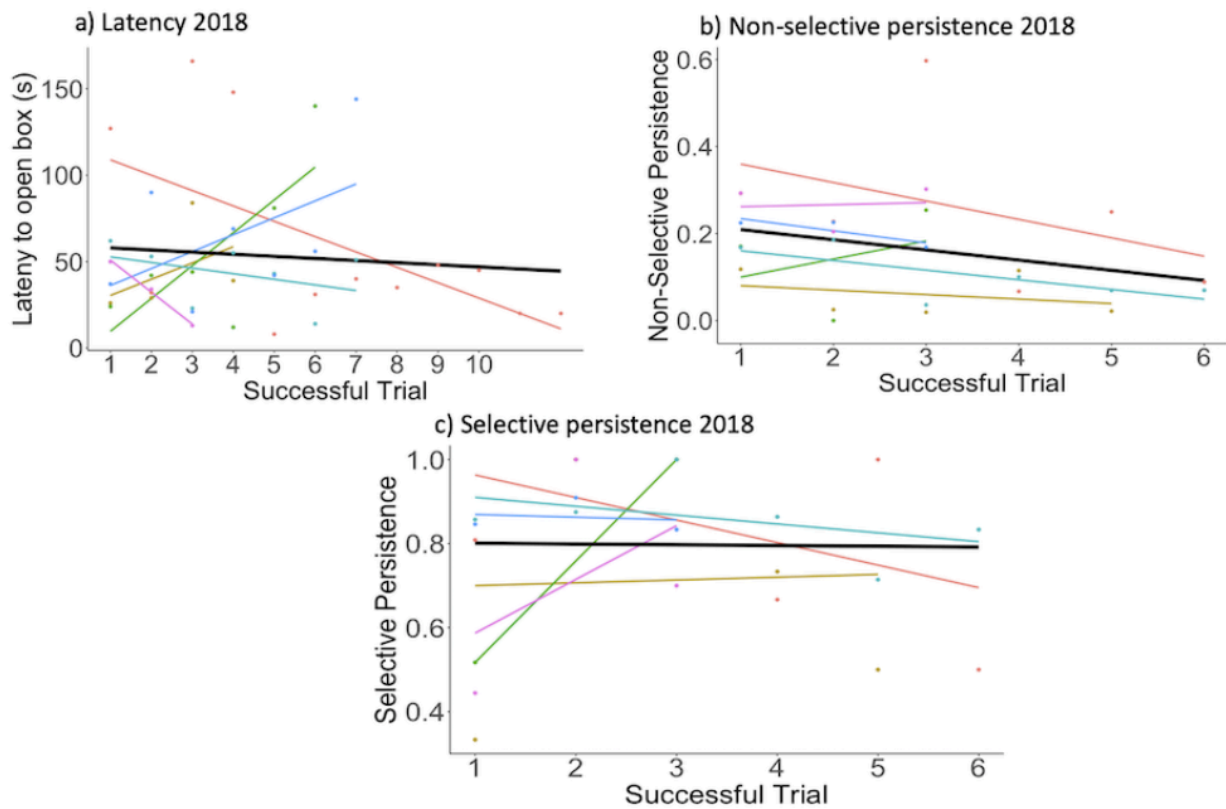 a) Latency 2018
Lateny to open box (s)
150
100
50
0
1 2 3 4 5 6 7 8 9 10
Successful Trial
b) Non-selective persistence 2018
Non-Selective Persistence
0.6
0.4
0.2
0.0
1 2 3 4 5 6
Successful Trial
c) Selective persistence 2018
Selective Persistence
1.0
0.8
0.6
0.4
1 2 3 4 5 6
Successful Trial